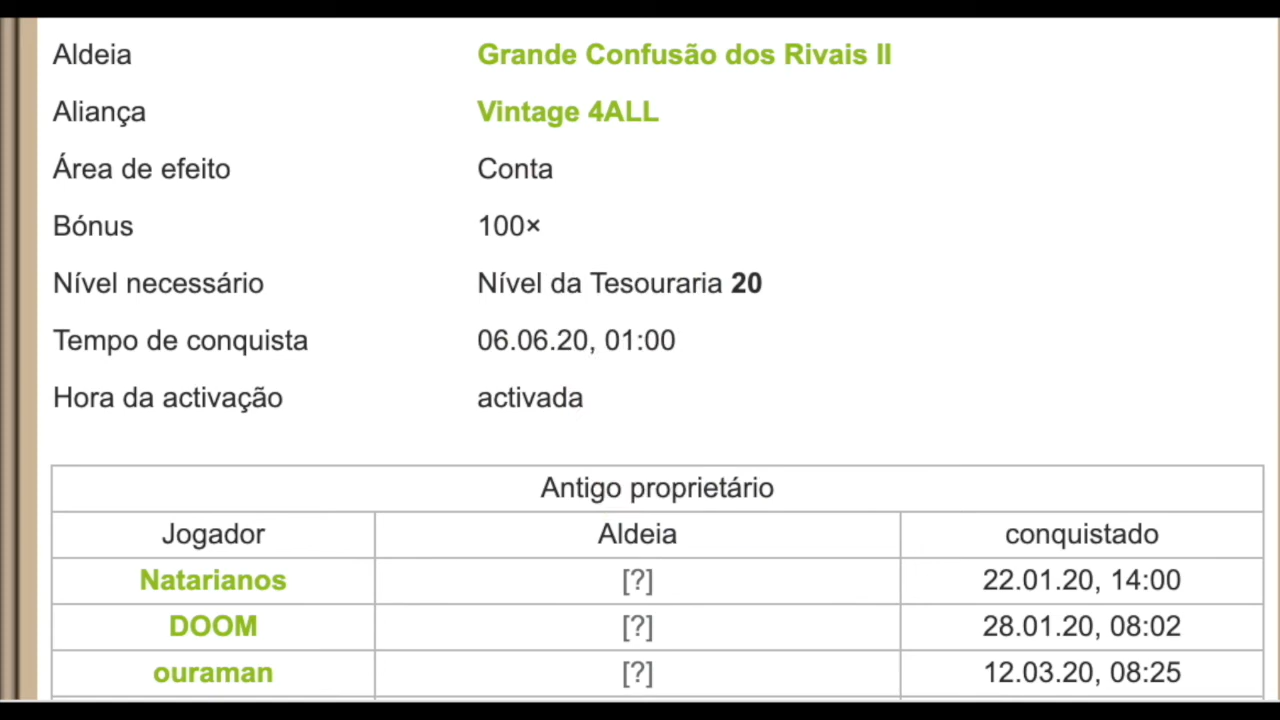 Aldeia Grande Confusão dos Rivais II
Aliança Vintage 4ALL
Área de efeito Conta
Bónus 100×
Nível necessário Nível da Tesouraria 20
Tempo de conquista 06.06.20, 01:00
Hora da activação activada
Antigo proprietário
Jogador Aldeia conquistado
Natarianos [?] 22.01.20, 14:00
DOOM [?] 28.01.20, 08:02
ouraman [?] 12.03.20, 08:25